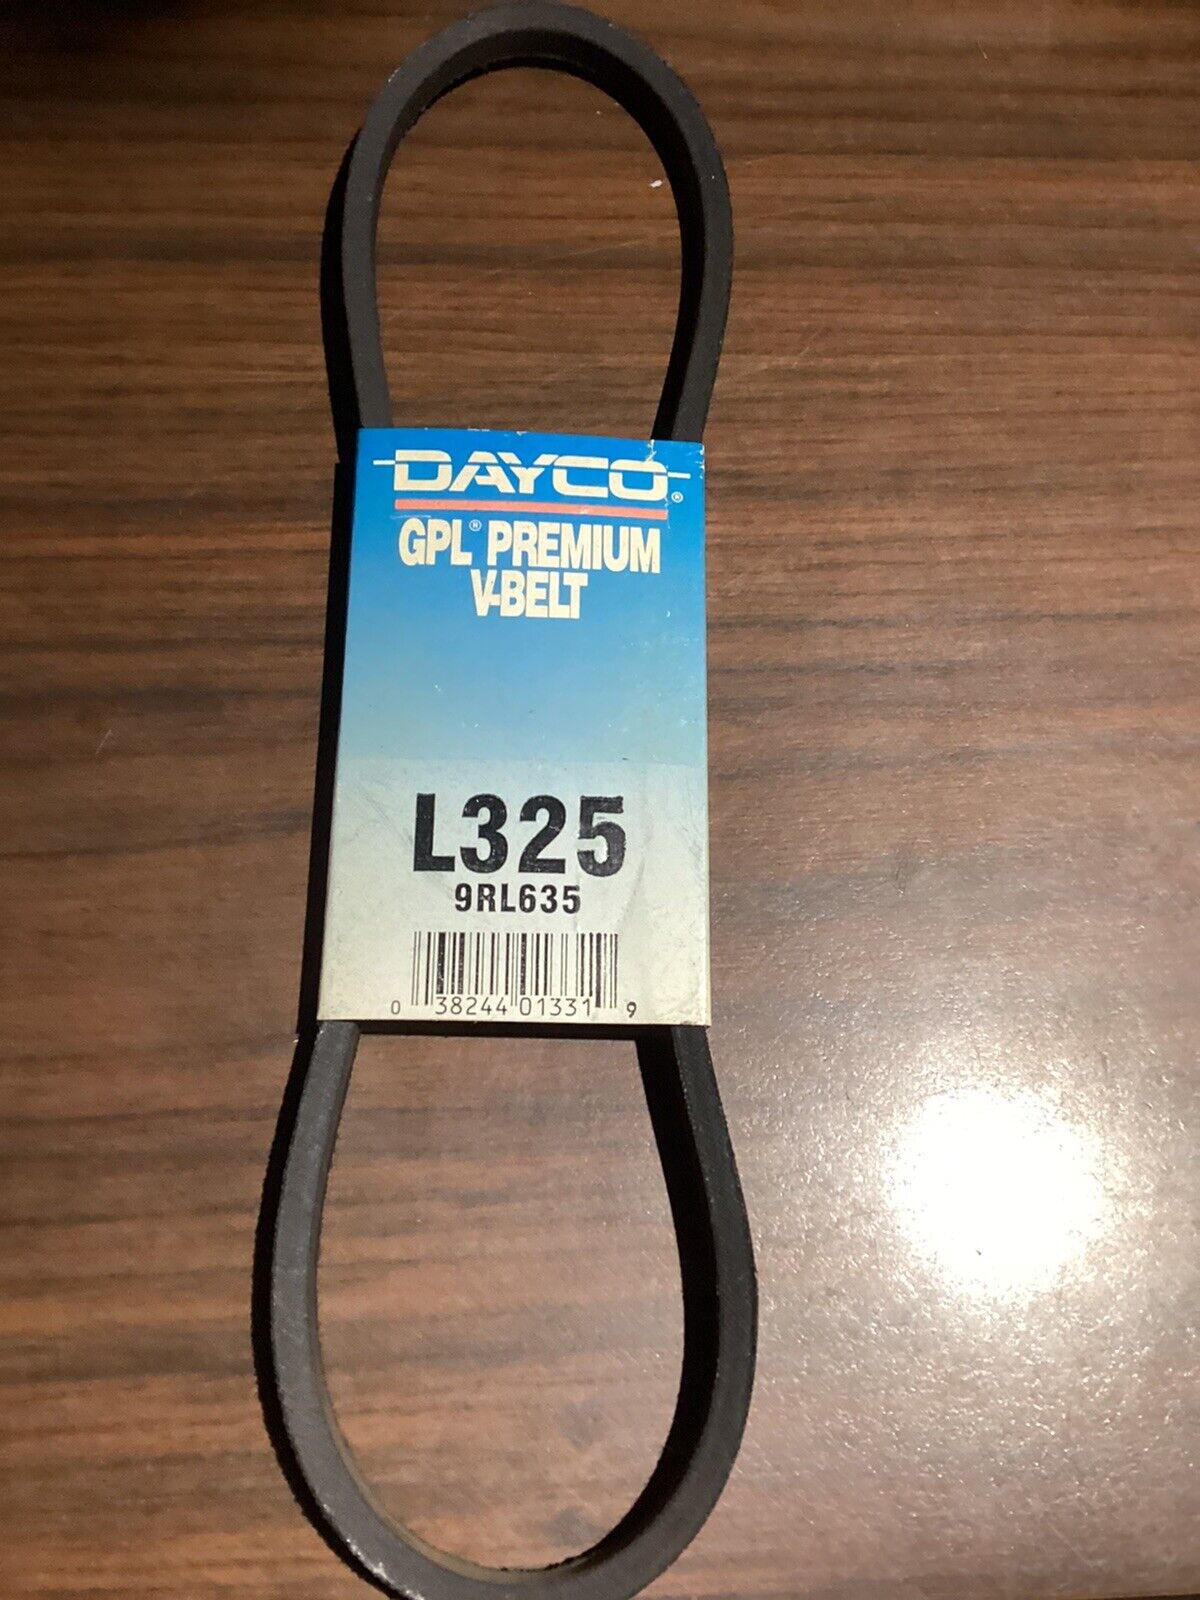 DAYCO®
GPL® PREMIUM
V-BELT
L325
9RL635
0 38244 01331 9